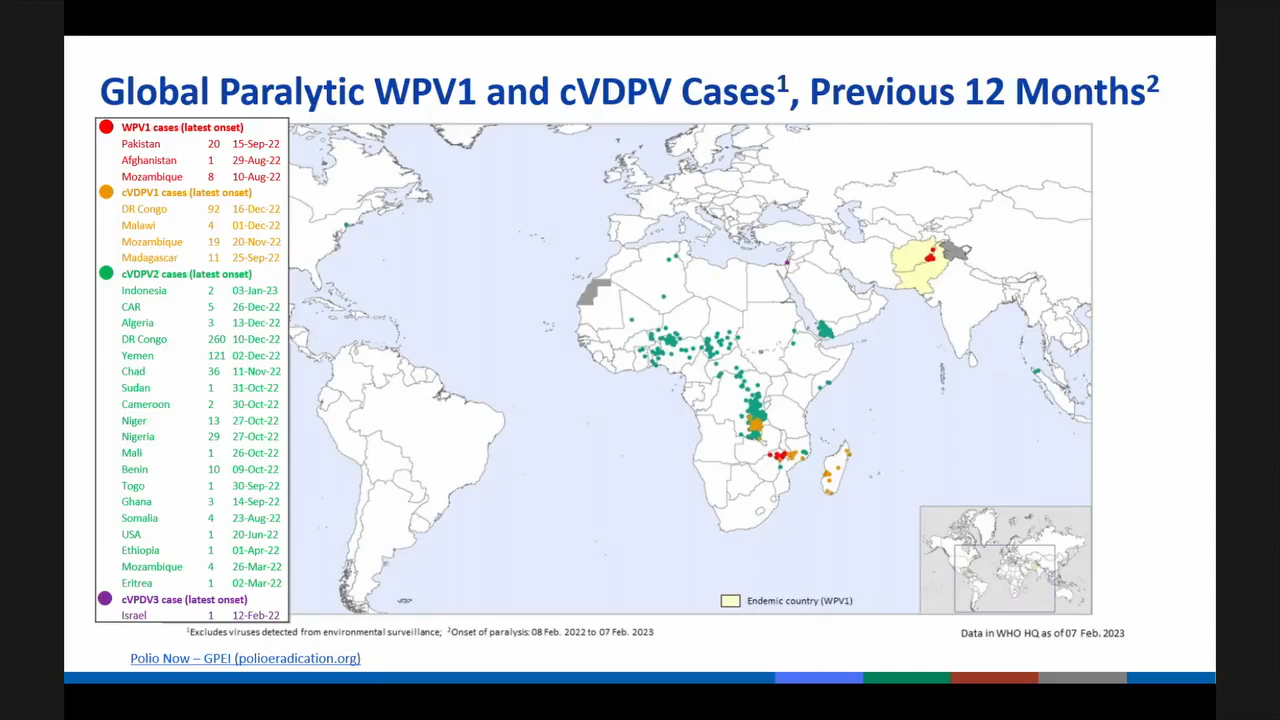 Global Paralytic WPV1 and cVDPV Cases1, Previous 12 Months2
WPV1 cases (latest onset)
Pakistan 20 15-Sep-22
Afghanistan 1 29-Aug-22
Mozambique 8 10-Aug-22
cVDPV1 cases (latest onset)
DR Congo 92 16-Dec-22
Malawi 4 01-Dec-22
Mozambique 19 20-Nov-22
Madagascar 11 25-Sep-22
cVDPV2 cases (latest onset)
Indonesia 2 03-Jan-23
CAR 5 26-Dec-22
Algeria 3 13-Dec-22
DR Congo 260 10-Dec-22
Yemen 121 02-Dec-22
Chad 36 11-Nov-22
Sudan 1 31-Oct-22
Cameroon 2 30-Oct-22
Niger 13 27-Oct-22
Nigeria 29 27-Oct-22
Mali 1 26-Oct-22
Benin 10 09-Oct-22
Togo 1 30-Sep-22
Ghana 3 14-Sep-22
Somalia 4 23-Aug-22
USA 1 20-Jun-22
Ethiopia 1 01-Apr-22
Mozambique 4 26-Mar-22
Eritrea 1 02-Mar-22
cVPDV3 case (latest onset)
Israel 1 12-Feb-22
Endemic country (WPV1)
1Excludes viruses detected from environmental surveillance; 2Onset of paralysis: 08 Feb. 2022 to 07 Feb. 2023
Data in WHO HQ as of 07 Feb. 2023
Polio Now – GPEI (polioeradication.org)